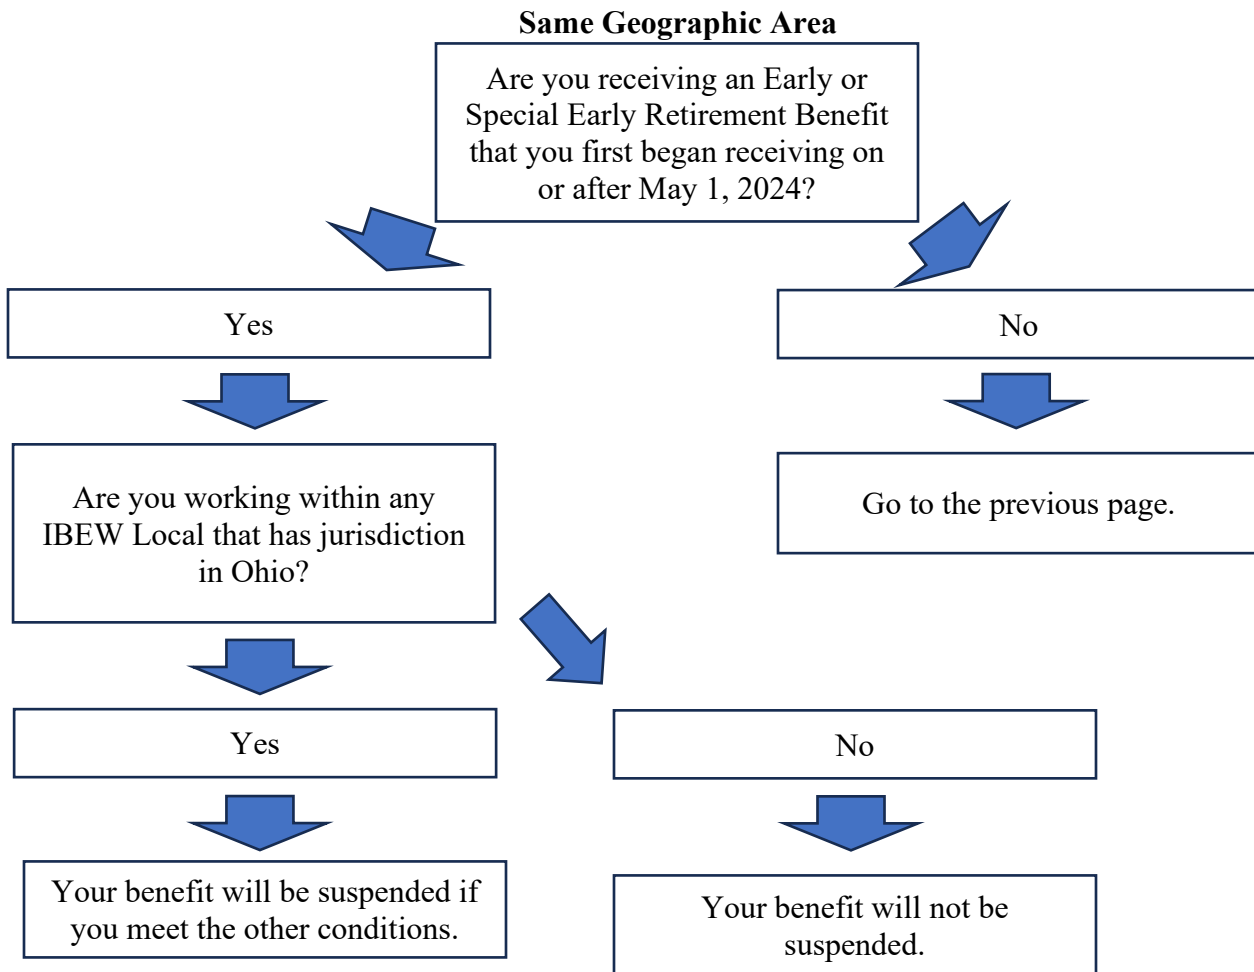 Same Geographic Area
Are you receiving an Early or
Special Early Retirement Benefit
that you first began receiving on
or after May 1, 2024?
Yes
No
Are you working within any
IBEW Local that has jurisdiction
in Ohio?
Go to the previous page.
Yes
No
Your benefit will be suspended if
you meet the other conditions.
Your benefit will not be
suspended.